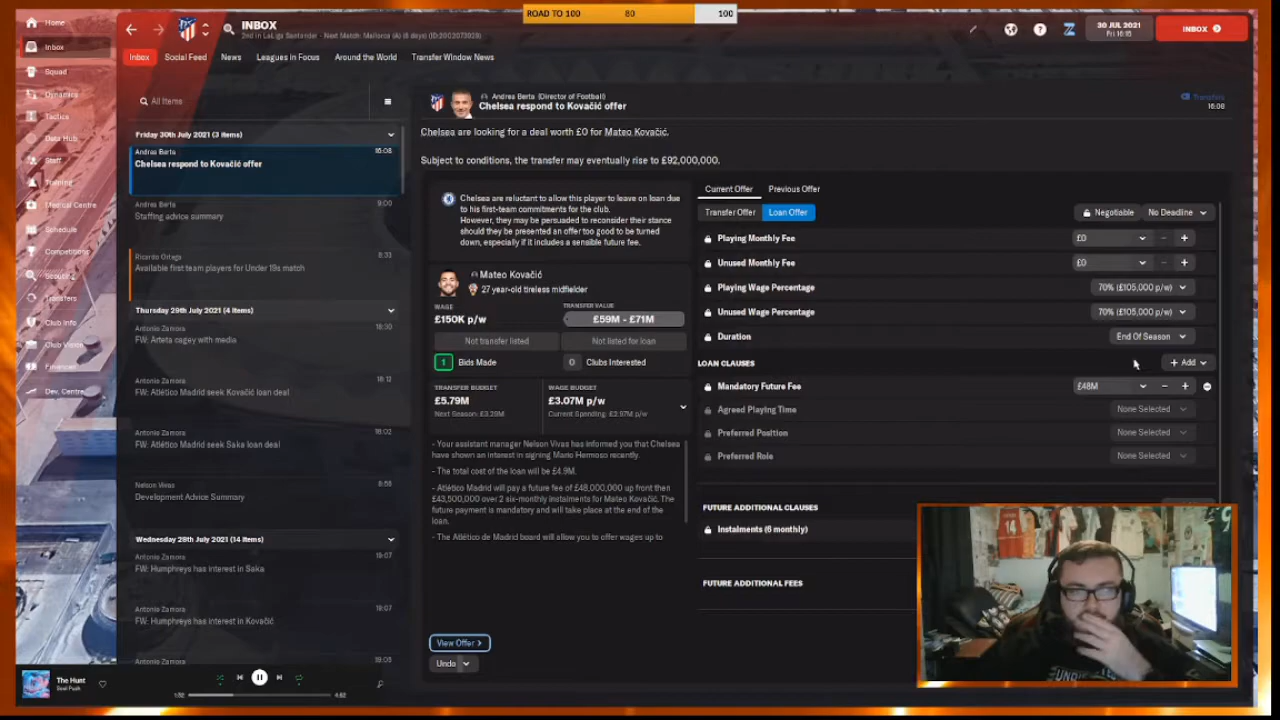 ROAD TO 100 80 100
Home
Inbox
Squad
Dynamics
Tactics
Data Hub
Staff
Training
Medical Centre
Schedule
Competitions
Scouting
Transfers
Club Info
Club Vision
Finances
Dev. Centre
INBOX
2nd in LaLiga Santander - Next Match: Mallorca (A) (6 days)
30 JUL 2021
Fri 16:15
INBOX
Inbox Social Feed News Leagues in Focus Around the World Transfer Window News
All Items
Friday 30th July 2021 (3 items)
Andrea Berta 16:08
Chelsea respond to Kovačić offer
Andrea Berta 9:00
Staffing advice summary
Ricardo Ortega 8:33
Available first team players for Under 19s match
Thursday 29th July 2021 (4 items)
Antonio Zamora 18:30
FW: Arteta cagey with media
Antonio Zamora 18:12
FW: Atlético Madrid seek Kovačić loan deal
Antonio Zamora 18:02
FW: Atlético Madrid seek Saka loan deal
Nelson Vivas 8:56
Development Advice Summary
Wednesday 28th July 2021 (14 items)
Antonio Zamora 19:07
FW: Humphreys has interest in Saka
Antonio Zamora 19:07
FW: Humphreys has interest in Kovačić
Antonio Zamora
Andrea Berta (Director of Football)
Chelsea respond to Kovačić offer
Transfers
16:08
Chelsea are looking for a deal worth £0 for Mateo Kovačić.
Subject to conditions, the transfer may eventually rise to £92,000,000.
Chelsea are reluctant to allow this player to leave on loan due
to his first-team commitments for the club.
However, they may be persuaded to reconsider their stance
should they be presented an offer too good to be turned
down, especially if it includes a sensible future fee.
Mateo Kovačić
27 year-old tireless midfielder
WAGE TRANSFER VALUE
£150K p/w £59M - £71M
Not transfer listed Not listed for loan
1 Bids Made 0 Clubs Interested
TRANSFER BUDGET WAGE BUDGET
£5.79M £3.07M p/w
Next Season: £3.29M Current Spending: £2.97M p/w
- Your assistant manager Nelson Vivas has informed you that Chelsea
have shown an interest in signing Mario Hermoso recently.
- The total cost of the loan will be £4.9M.
- Atlético Madrid will pay a future fee of £48,000,000 up front then
£43,500,000 over 2 six-monthly instalments for Mateo Kovačić. The
future payment is mandatory and will take place at the end of the
loan.
- The Atlético de Madrid board will allow you to offer wages up to
View Offer >
Undo
Current Offer Previous Offer
Transfer Offer Loan Offer Negotiable No Deadline
Playing Monthly Fee £0
Unused Monthly Fee £0
Playing Wage Percentage 70% (£105,000 p/w)
Unused Wage Percentage 70% (£105,000 p/w)
Duration End Of Season
LOAN CLAUSES + Add
Mandatory Future Fee £48M
Agreed Playing Time None Selected
Preferred Position None Selected
Preferred Role None Selected
FUTURE ADDITIONAL CLAUSES
Instalments (6 monthly)
FUTURE ADDITIONAL FEES
The Hunt
Soul Push
1:52 4:52
14